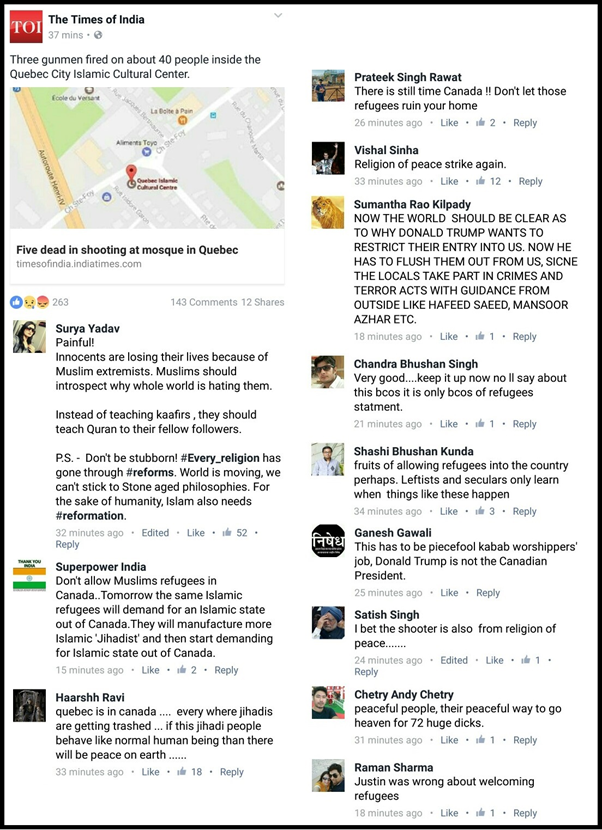 TOI
The Times of India
37 mins •
Three gunmen fired on about 40 people inside the
Quebec City Islamic Cultural Center.
École du Versant
La Boîte à Pain
Aliments Toyo
Ch Ste-Foy
Quebec Islamic
Cultural Centre
Autoroute Henri-IV
Ch Ste-Foy
Five dead in shooting at mosque in Quebec
timesofindia.indiatimes.com
263
143 Comments 12 Shares
Surya Yadav
Painful!
Innocents are losing their lives because of
Muslim extremists. Muslims should
introspect why whole world is hating them.
Instead of teaching kaafirs , they should
teach Quran to their fellow followers.
P.S. - Don't be stubborn! #Every_religion has
gone through #reforms. World is moving, we
can't stick to Stone aged philosophies. For
the sake of humanity, Islam also needs
#reformation.
32 minutes ago • Edited • Like • 52 •
Reply
THANK YOU
INDIA
Superpower India
Don't allow Muslims refugees in
Canada..Tomorrow the same Islamic
refugees will demand for an Islamic state
out of Canada.They will manufacture more
Islamic 'Jihadist' and then start demanding
for Islamic state out of Canada.
15 minutes ago • Like • 2 • Reply
Haarshh Ravi
quebec is in canada .... every where jihadis
are getting trashed ... if this jihadi people
behave like normal human being than there
will be peace on earth ......
33 minutes ago • Like • 18 • Reply
Prateek Singh Rawat
There is still time Canada !! Don't let those
refugees ruin your home
26 minutes ago • Like • 2 • Reply
Vishal Sinha
Religion of peace strike again.
33 minutes ago • Like • 12 • Reply
Sumantha Rao Kilpady
NOW THE WORLD SHOULD BE CLEAR AS
TO WHY DONALD TRUMP WANTS TO
RESTRICT THEIR ENTRY INTO US. NOW HE
HAS TO FLUSH THEM OUT FROM US, SICNE
THE LOCALS TAKE PART IN CRIMES AND
TERROR ACTS WITH GUIDANCE FROM
OUTSIDE LIKE HAFEED SAEED, MANSOOR
AZHAR ETC.
18 minutes ago • Like • 1 • Reply
Chandra Bhushan Singh
Very good....keep it up now no ll say about
this bcos it is only bcos of refugees
statment.
21 minutes ago • Like • 1 • Reply
Shashi Bhushan Kunda
fruits of allowing refugees into the country
perhaps. Leftists and seculars only learn
when things like these happen
34 minutes ago • Like • 3 • Reply
निषेध
Ganesh Gawali
This has to be piecefool kabab worshippers'
job, Donald Trump is not the Canadian
President.
25 minutes ago • Like • Reply
Satish Singh
I bet the shooter is also from religion of
peace.......
24 minutes ago • Edited • Like • 1 •
Reply
Chetry Andy Chetry
peaceful people, their peaceful way to go
heaven for 72 huge dicks.
31 minutes ago • Like • 1 • Reply
Raman Sharma
Justin was wrong about welcoming
refugees
18 minutes ago • Like • 1 • Reply